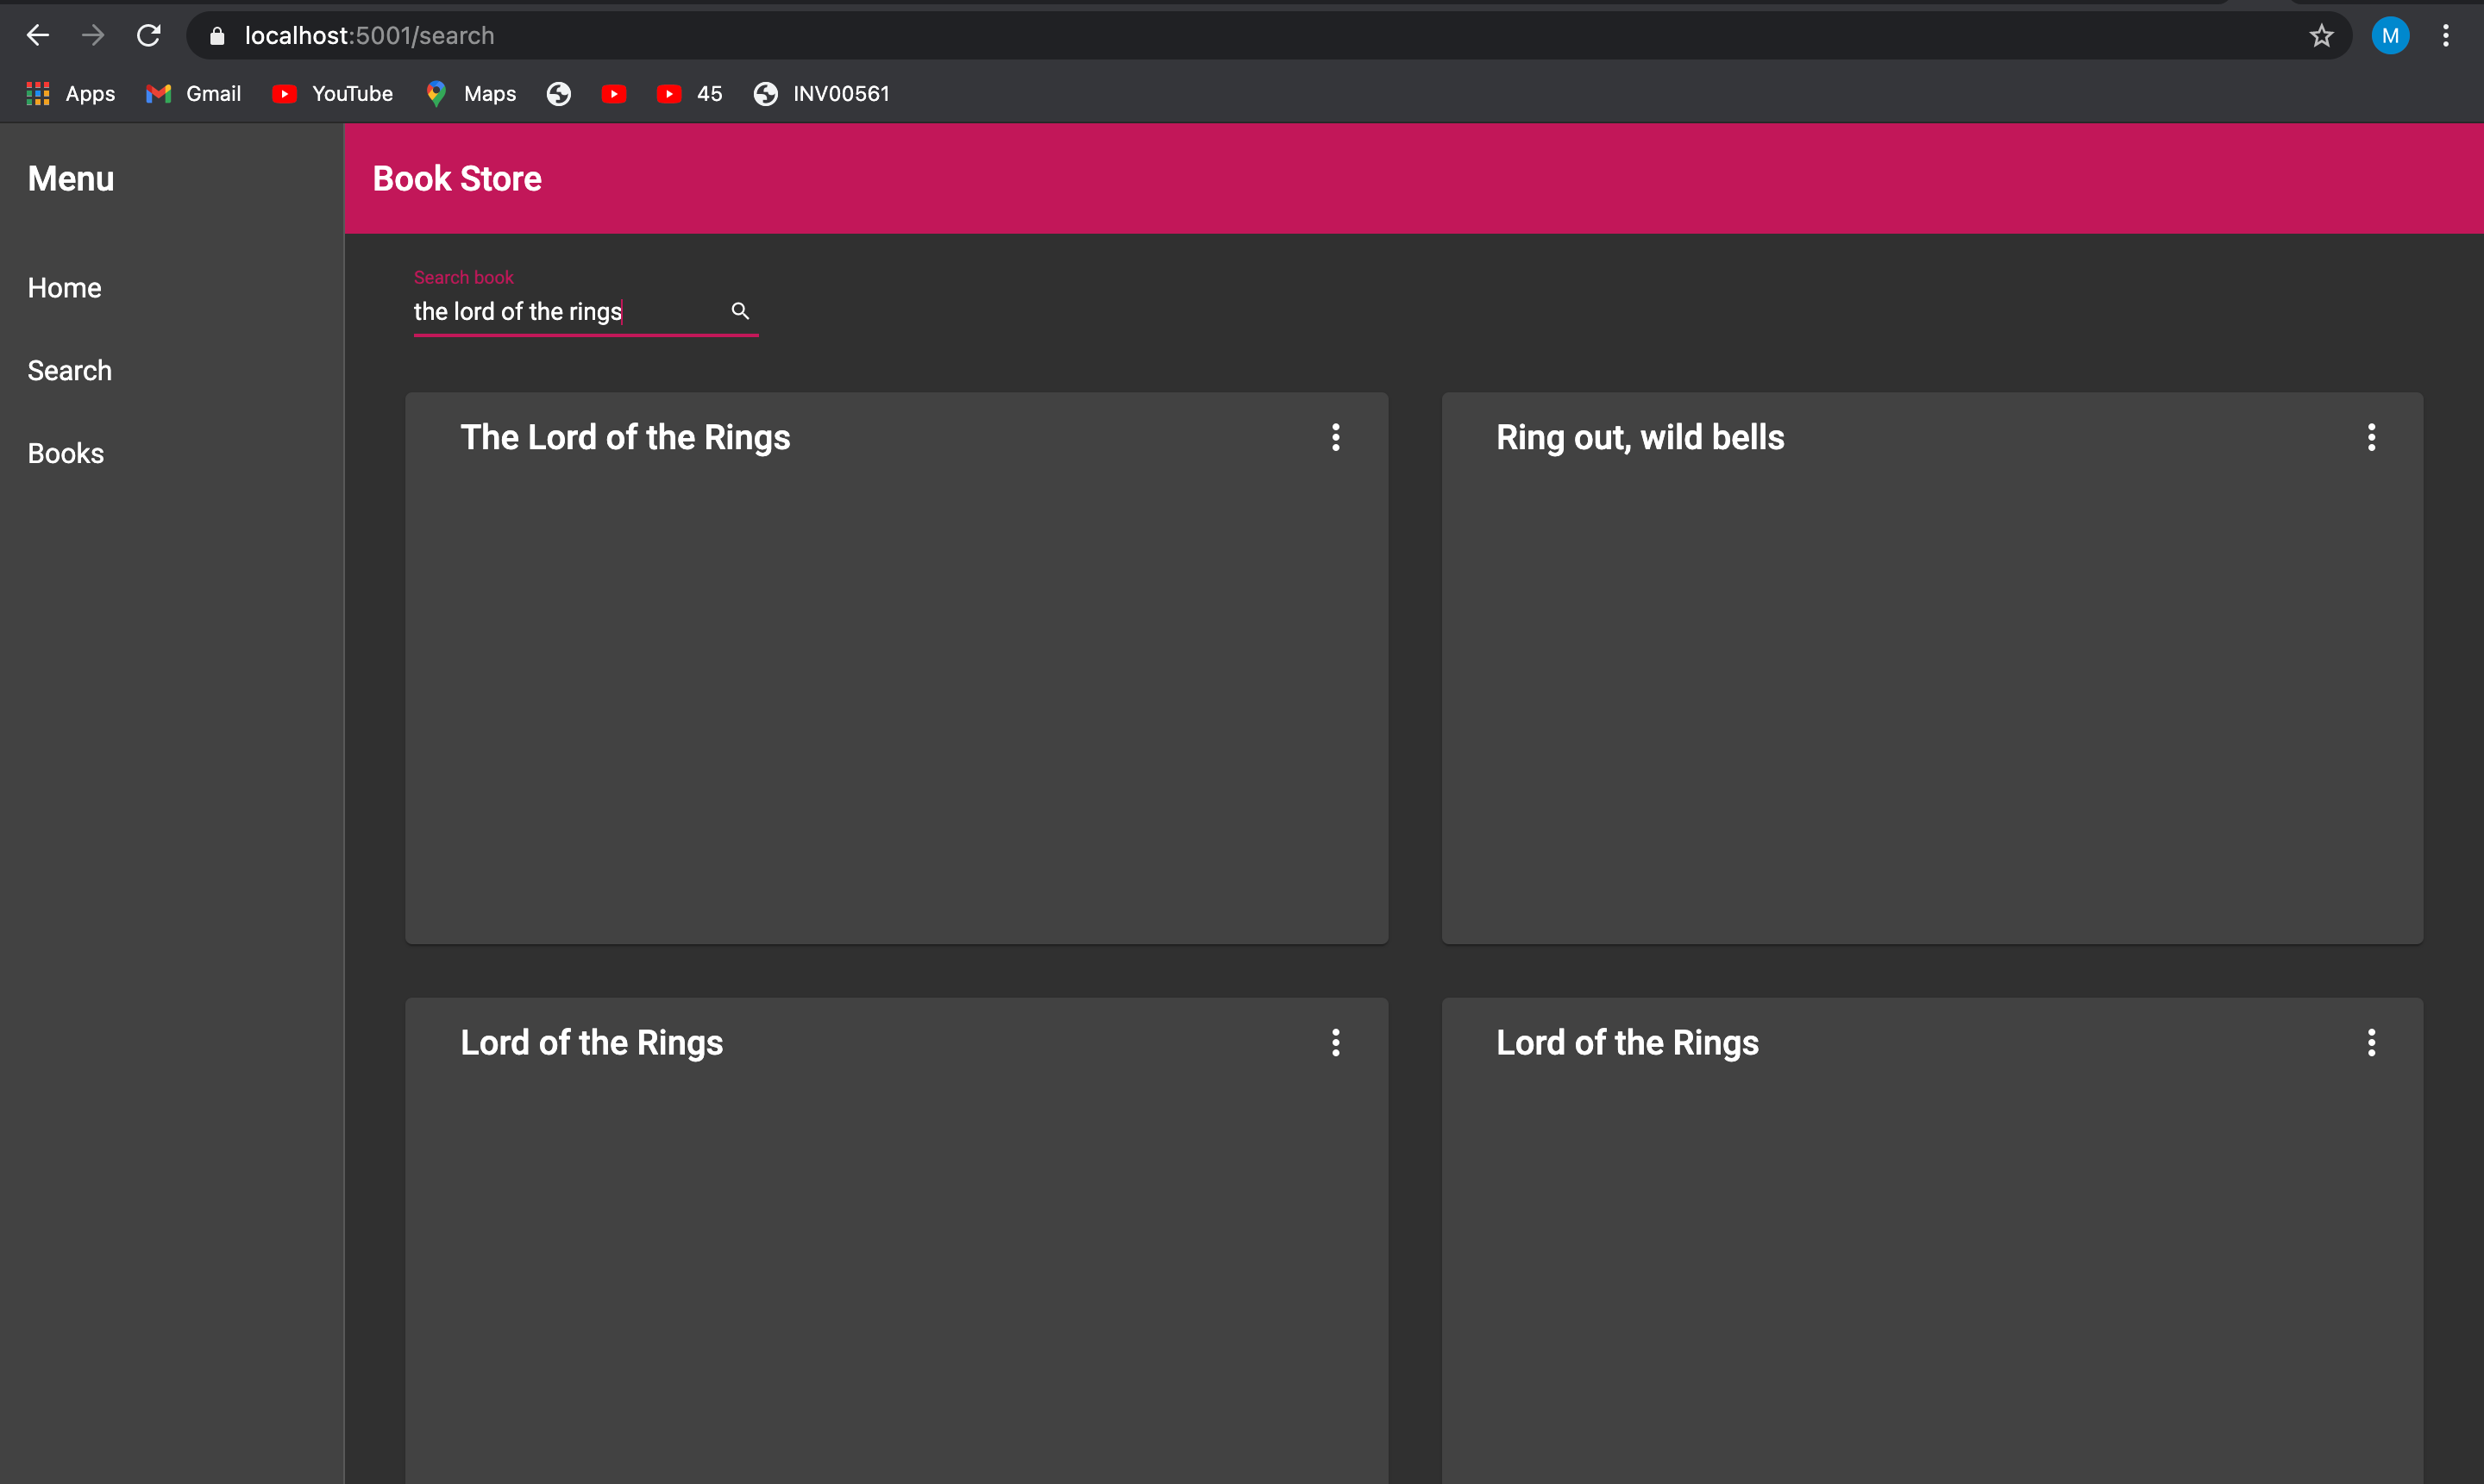 localhost:5001/search
M
Apps Gmail YouTube Maps 45 INV00561
Menu
Home
Search
Books
Book Store
Search book
the lord of the rings
The Lord of the Rings
Ring out, wild bells
Lord of the Rings
Lord of the Rings